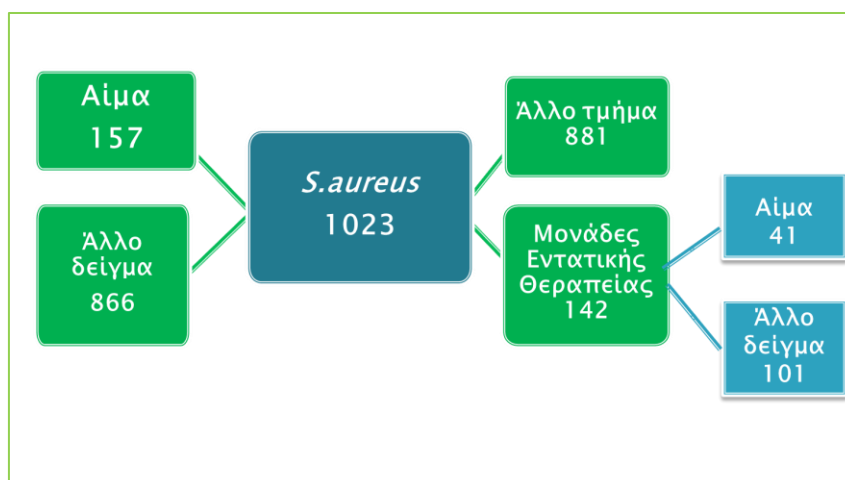 Αίμα
157
Άλλο
δείγμα
866
S.aureus
1023
Άλλο τμήμα
881
Μονάδες
Εντατικής
Θεραπείας
142
Αίμα
41
Άλλο
δείγμα
101